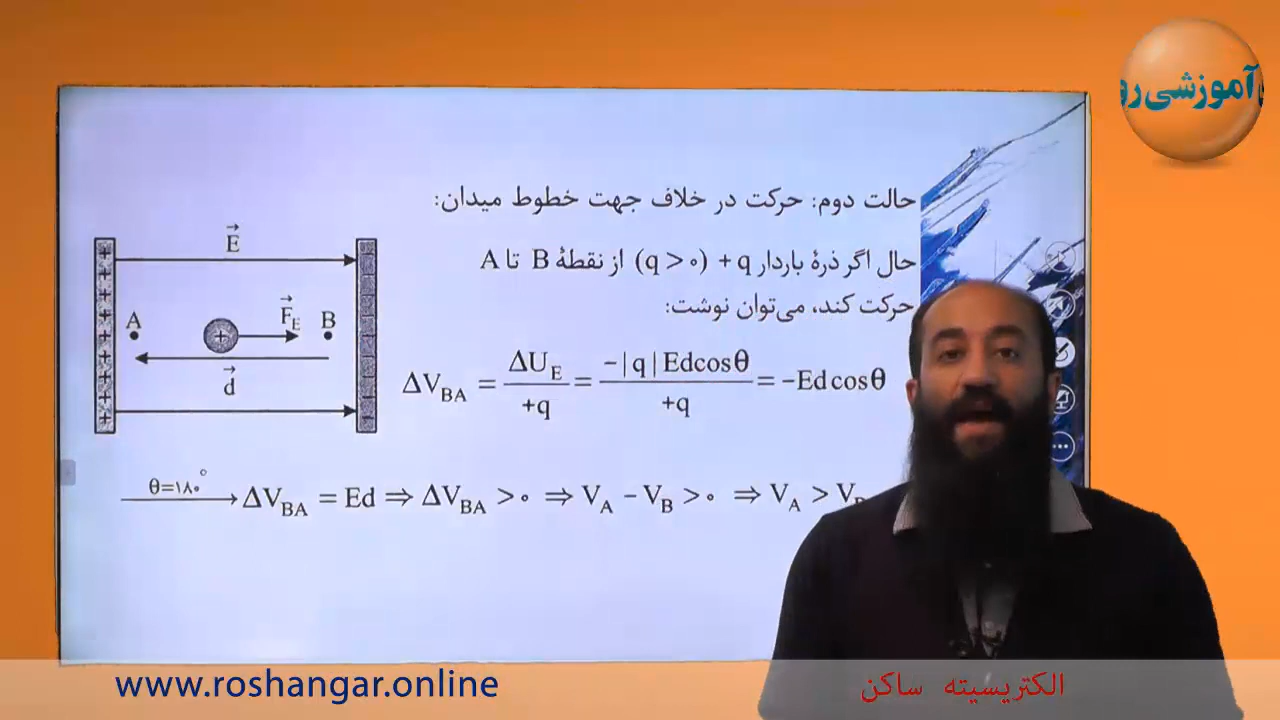 آموزشی رو
حالت دوم: حرکت در خلاف جهت خطوط میدان:
حال اگر ذرهٔ باردار +q (q>۰) از نقطهٔ B تا A
حرکت کند، می‌توان نوشت:
E
A
+
F_E
B
d
ΔV_BA = ΔU_E / +q = -|q|Edcosθ / +q = -Edcosθ
θ=۱۸۰° → ΔV_BA = Ed ⇒ ΔV_BA >۰ ⇒ V_A - V_B >۰ ⇒ V_A > V_B
www.roshangar.online
الکتریسیته ساکن